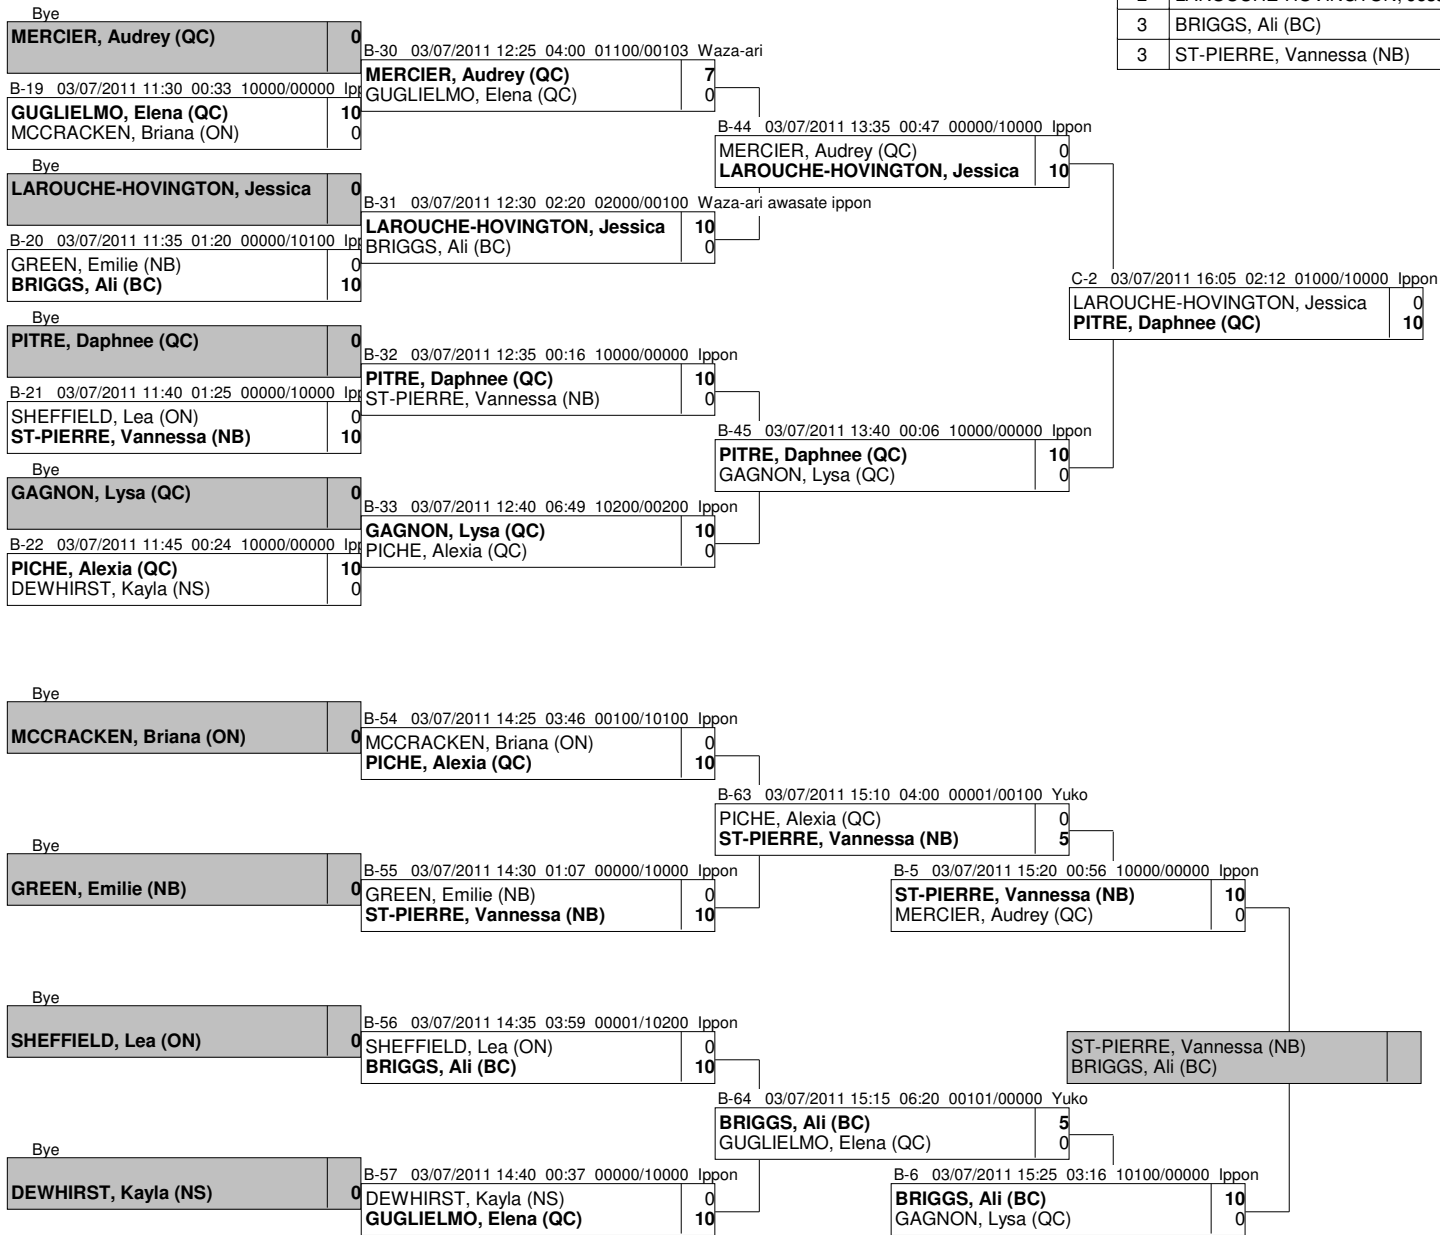 3 BRIGGS, Ali (BC)
3 ST-PIERRE, Vannessa (NB)
Bye
MERCIER, Audrey (QC) 0
B-19 03/07/2011 11:30 00:33 10000/00000
GUGLIELMO, Elena (QC) 10
MCCRACKEN, Briana (ON) 0
Bye
LAROUCHE-HOVINGTON, Jessica 0
B-20 03/07/2011 11:35 01:20 00000/10100
GREEN, Emilie (NB) 0
BRIGGS, Ali (BC) 10
Bye
PITRE, Daphnee (QC) 0
B-21 03/07/2011 11:40 01:25 00000/10000
SHEFFIELD, Lea (ON) 0
ST-PIERRE, Vannessa (NB) 10
Bye
GAGNON, Lysa (QC) 0
B-22 03/07/2011 11:45 00:24 10000/00000
PICHE, Alexia (QC) 10
DEWHIRST, Kayla (NS) 0
B-30 03/07/2011 12:25 04:00 01100/00103 Waza-ari
MERCIER, Audrey (QC) 7
GUGLIELMO, Elena (QC) 0
B-31 03/07/2011 12:30 02:20 02000/00100 Waza-ari awasate ippon
LAROUCHE-HOVINGTON, Jessica 10
BRIGGS, Ali (BC) 0
B-32 03/07/2011 12:35 00:16 10000/00000 Ippon
PITRE, Daphnee (QC) 10
ST-PIERRE, Vannessa (NB) 0
B-33 03/07/2011 12:40 06:49 10200/00200 Ippon
GAGNON, Lysa (QC) 10
PICHE, Alexia (QC) 0
B-44 03/07/2011 13:35 00:47 00000/10000 Ippon
MERCIER, Audrey (QC) 0
LAROUCHE-HOVINGTON, Jessica 10
B-45 03/07/2011 13:40 00:06 10000/00000 Ippon
PITRE, Daphnee (QC) 10
GAGNON, Lysa (QC) 0
C-2 03/07/2011 16:05 02:12 01000/10000 Ippon
LAROUCHE-HOVINGTON, Jessica 0
PITRE, Daphnee (QC) 10
Bye
MCCRACKEN, Briana (ON) 0
Bye
GREEN, Emilie (NB) 0
Bye
SHEFFIELD, Lea (ON) 0
Bye
DEWHIRST, Kayla (NS) 0
B-54 03/07/2011 14:25 03:46 00100/10100 Ippon
MCCRACKEN, Briana (ON) 0
PICHE, Alexia (QC) 10
B-55 03/07/2011 14:30 01:07 00000/10000 Ippon
GREEN, Emilie (NB) 0
ST-PIERRE, Vannessa (NB) 10
B-56 03/07/2011 14:35 03:59 00001/10200 Ippon
SHEFFIELD, Lea (ON) 0
BRIGGS, Ali (BC) 10
B-57 03/07/2011 14:40 00:37 00000/10000 Ippon
DEWHIRST, Kayla (NS) 0
GUGLIELMO, Elena (QC) 10
B-63 03/07/2011 15:10 04:00 00001/00100 Yuko
PICHE, Alexia (QC) 0
ST-PIERRE, Vannessa (NB) 5
B-64 03/07/2011 15:15 06:20 00101/00000 Yuko
BRIGGS, Ali (BC) 5
GUGLIELMO, Elena (QC) 0
B-5 03/07/2011 15:20 00:56 10000/00000 Ippon
ST-PIERRE, Vannessa (NB) 10
MERCIER, Audrey (QC) 0
B-6 03/07/2011 15:25 03:16 10100/00000 Ippon
BRIGGS, Ali (BC) 10
GAGNON, Lysa (QC) 0
ST-PIERRE, Vannessa (NB)
BRIGGS, Ali (BC)